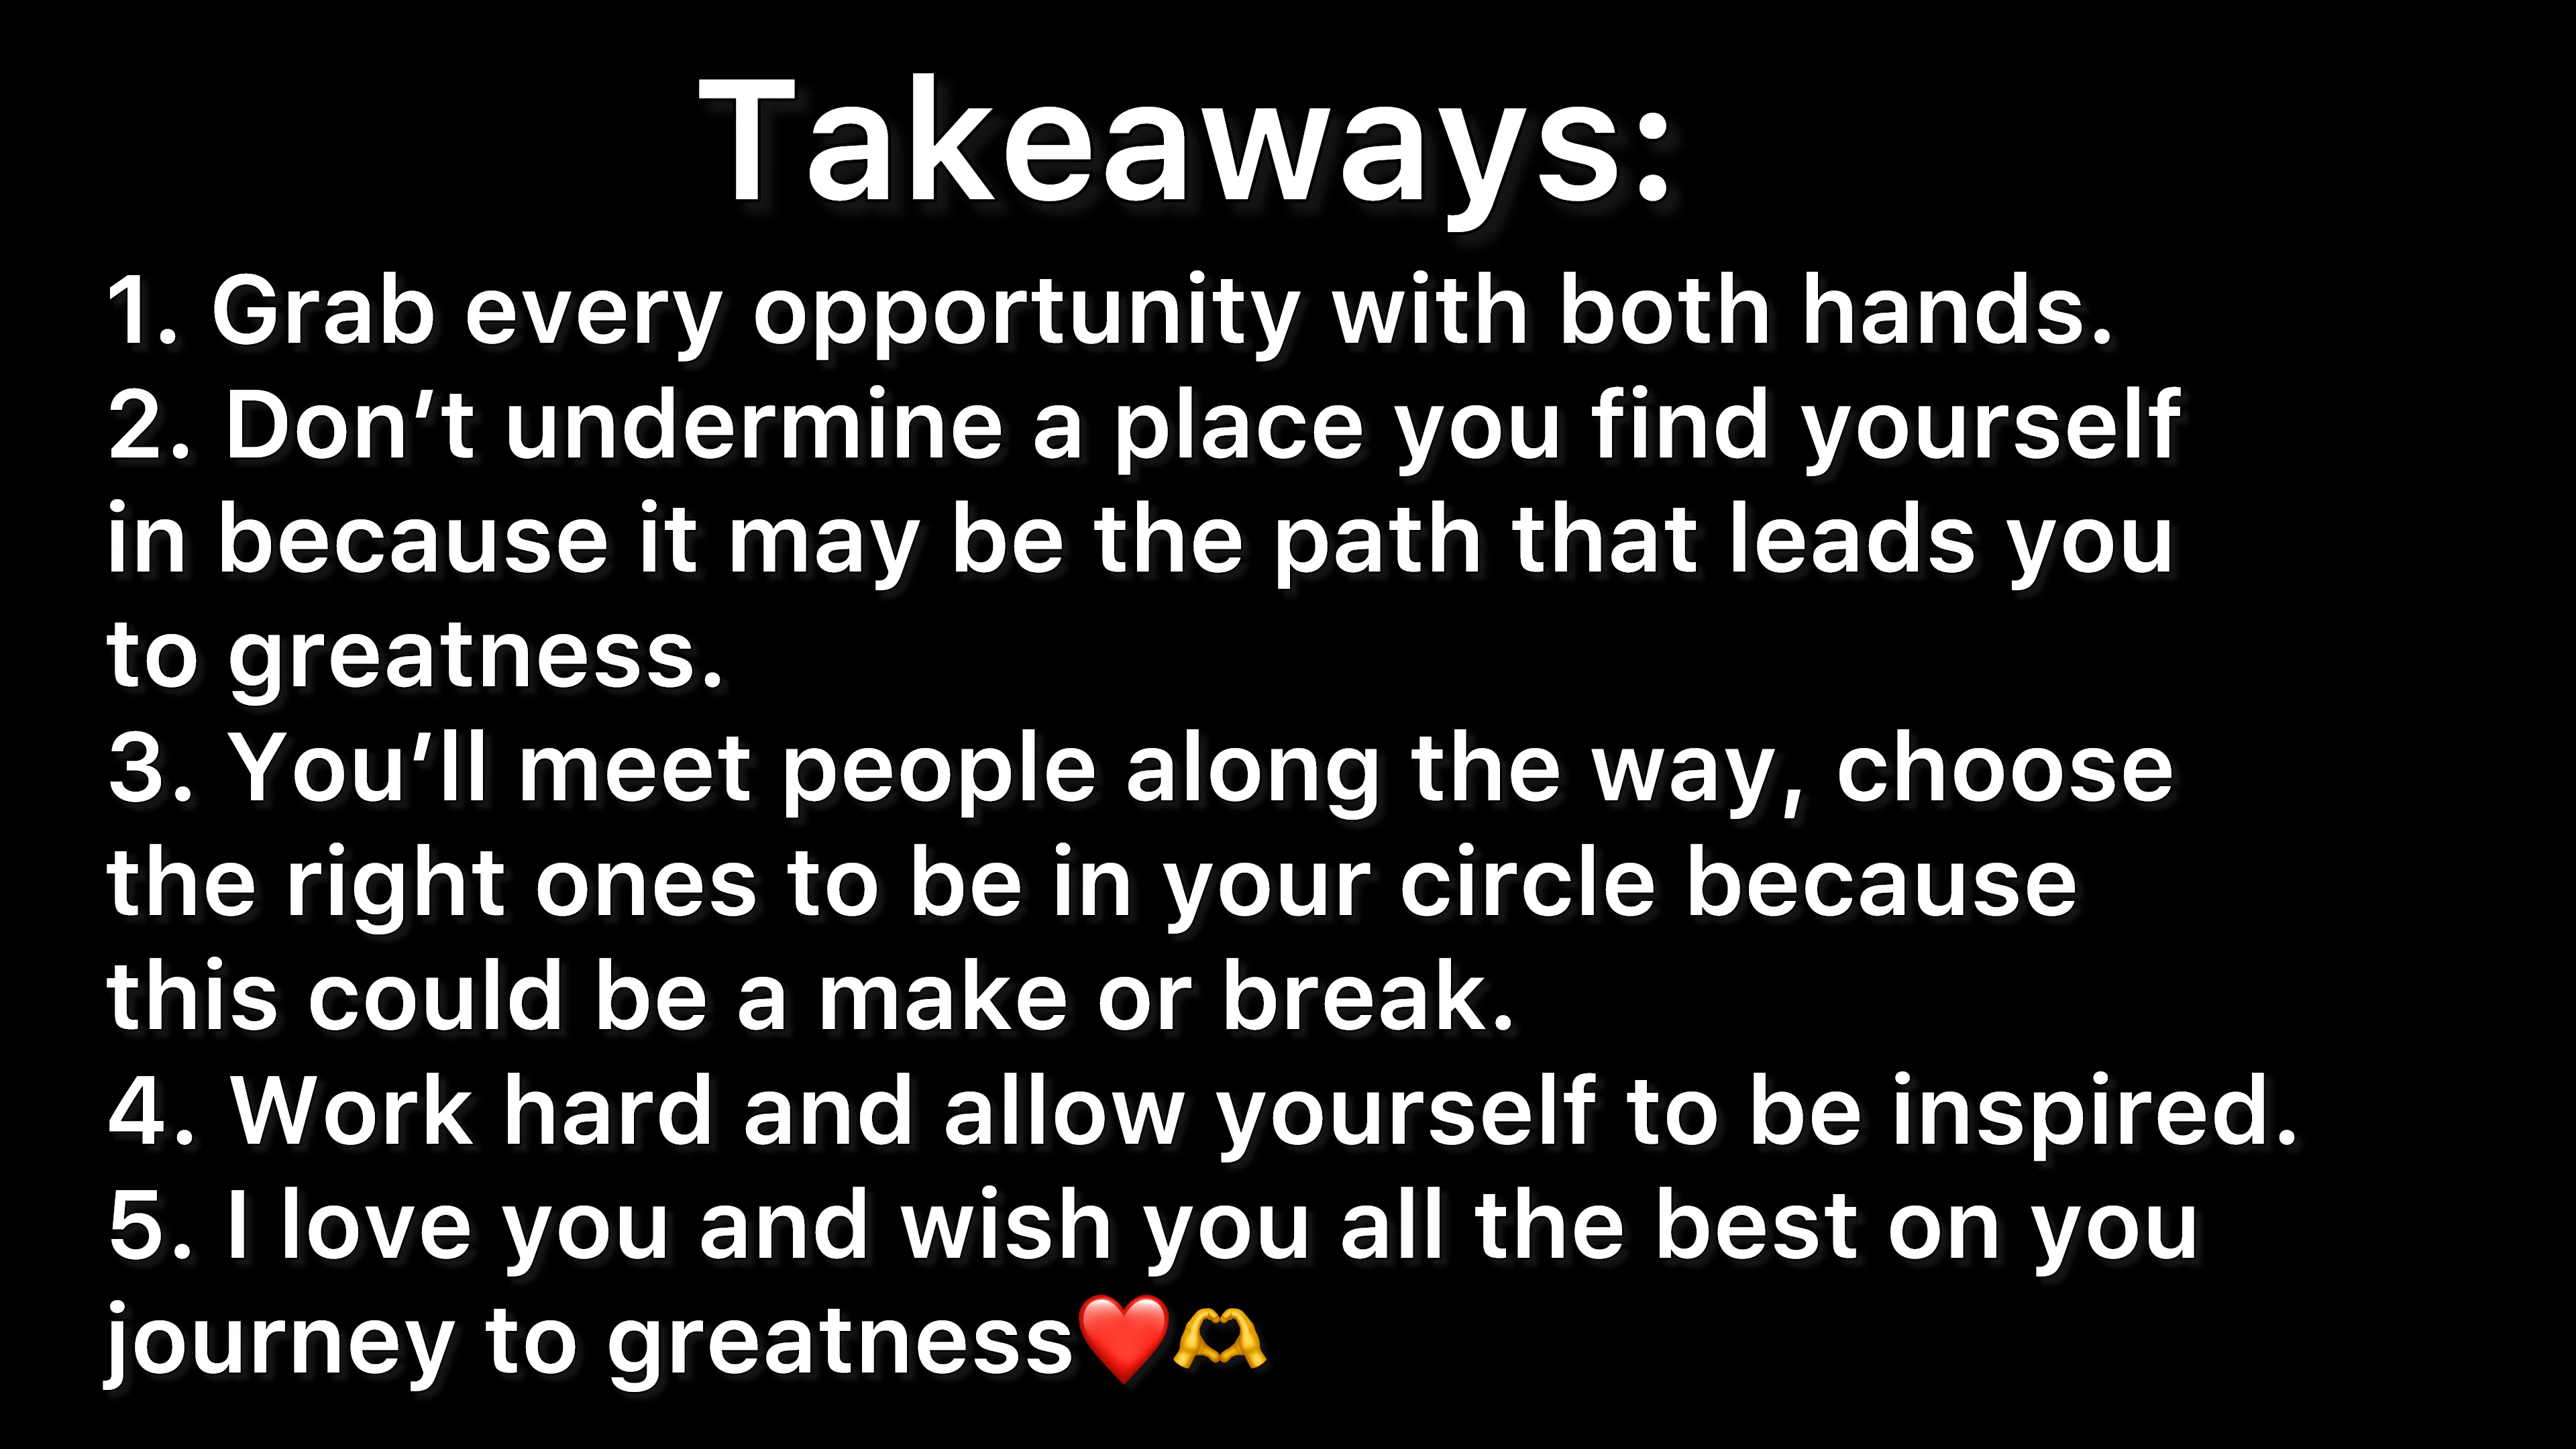 Takeaways:
1. Grab every opportunity with both hands.
2. Don’t undermine a place you find yourself
in because it may be the path that leads you
to greatness.
3. You’ll meet people along the way, choose
the right ones to be in your circle because
this could be a make or break.
4. Work hard and allow yourself to be inspired.
5. I love you and wish you all the best on you
journey to greatness❤️🫶